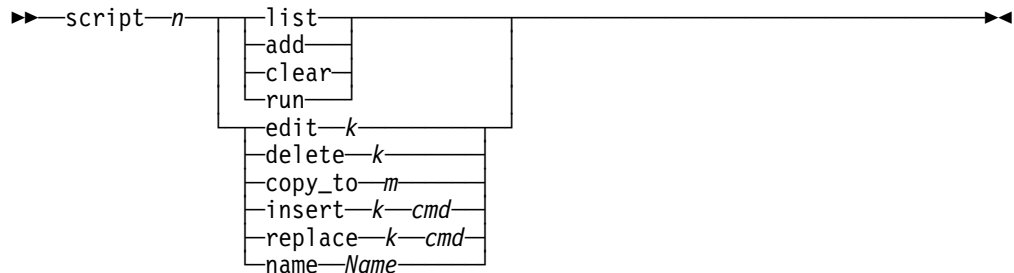 script n list
add
clear
run
edit k
delete k
copy_to m
insert k cmd
replace k cmd
name Name